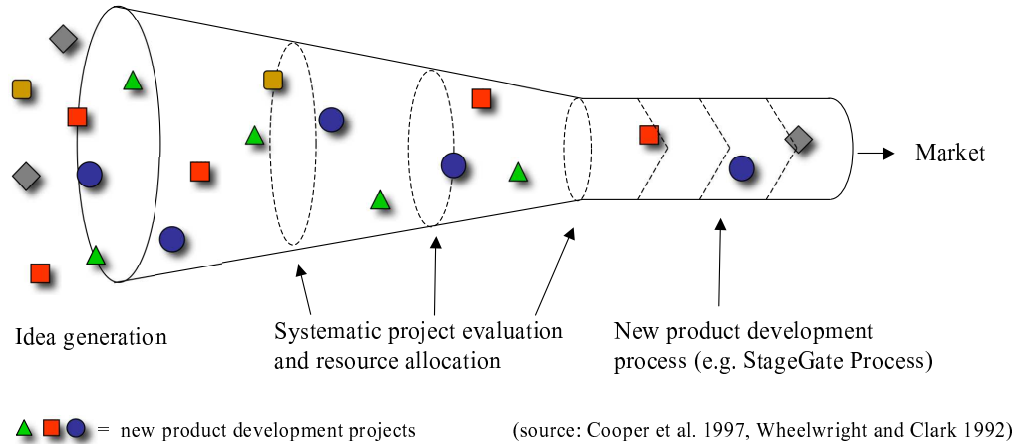 Market
Idea generation
Systematic project evaluation
and resource allocation
New product development
process (e.g. StageGate Process)
= new product development projects
(source: Cooper et al. 1997, Wheelwright and Clark 1992)